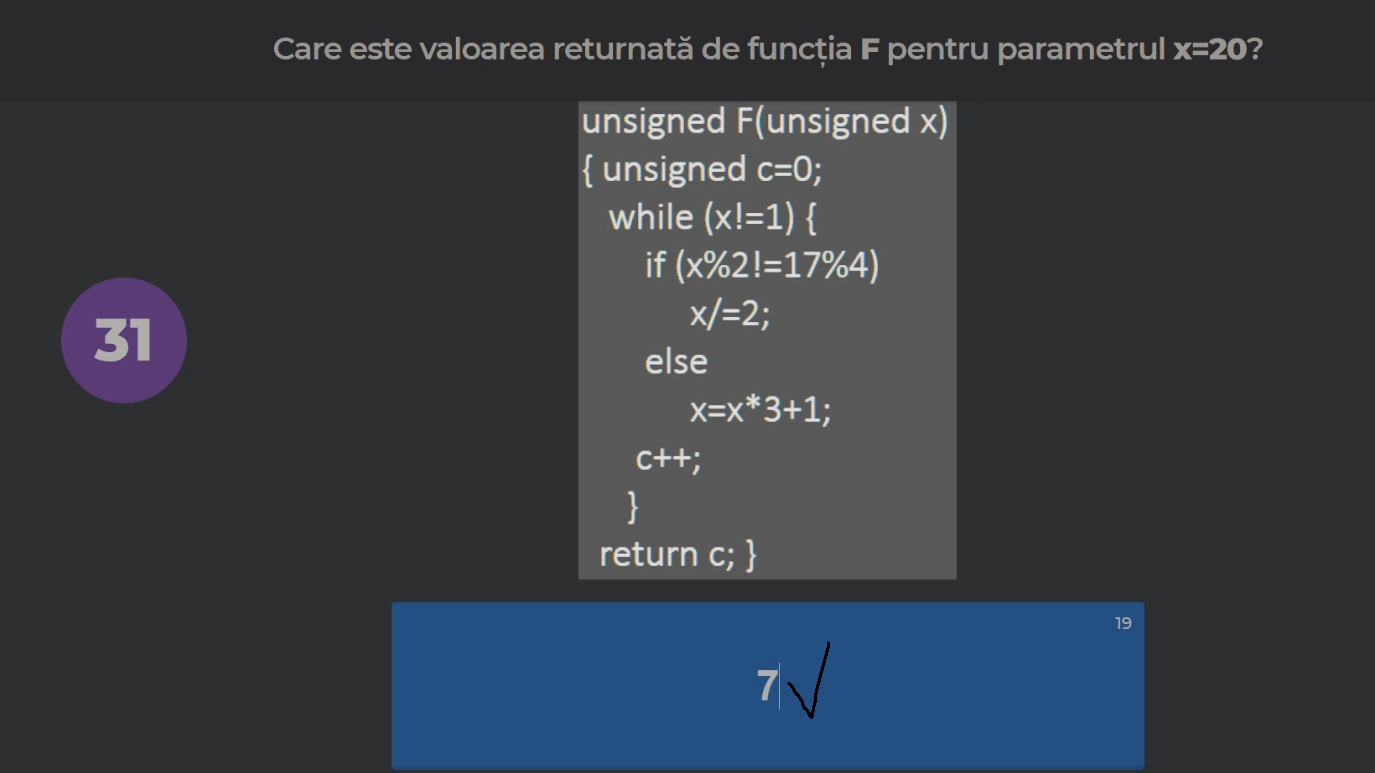 Care este valoarea returnată de funcția F pentru parametrul x=20?
unsigned F(unsigned x)
{ unsigned c=0;
while (x!=1) {
if (x%2!=17%4)
x/=2;
else
x=x*3+1;
c++;
}
return c; }
31
19
7